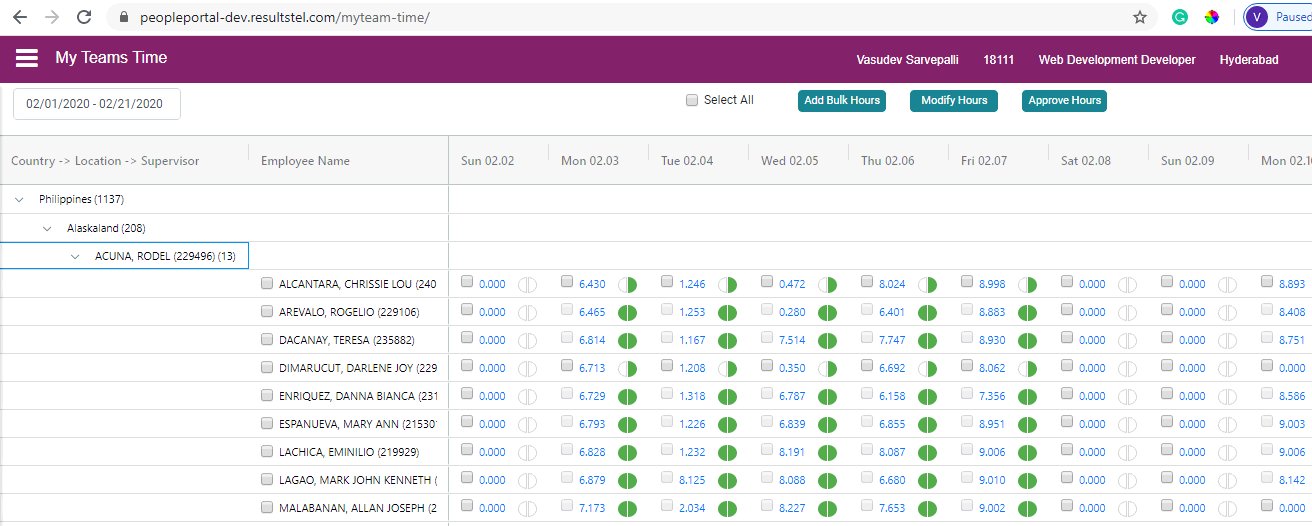 peopleportal-dev.resultstel.com/myteam-time/ V Paused
My Teams Time Vasudev Sarvepalli 18111 Web Development Developer Hyderabad
02/01/2020 - 02/21/2020 Select All Add Bulk Hours Modify Hours Approve Hours
Country -> Location -> Supervisor Employee Name Sun 02.02 Mon 02.03 Tue 02.04 Wed 02.05 Thu 02.06 Fri 02.07 Sat 02.08 Sun 02.09 Mon 02.10
Philippines (1137)
Alaskaland (208)
ACUNA, RODEL (229496) (13)
ALCANTARA, CHRISSIE LOU (240 0.000 6.430 1.246 0.472 8.024 8.998 0.000 0.000 8.893
AREVALO, ROGELIO (229106) 0.000 6.465 1.253 0.280 6.401 8.883 0.000 0.000 8.408
DACANAY, TERESA (235882) 0.000 6.814 1.167 7.514 7.747 8.930 0.000 0.000 8.751
DIMARUCUT, DARLENE JOY (229 0.000 6.713 1.208 0.350 6.692 8.062 0.000 0.000 0.000
ENRIQUEZ, DANNA BIANCA (231 0.000 6.729 1.318 6.787 6.158 7.356 0.000 0.000 8.586
ESPANUEVA, MARY ANN (215301 0.000 6.793 1.226 6.839 6.855 8.951 0.000 0.000 9.003
LACHICA, EMINILIO (219929) 0.000 6.828 1.232 8.191 8.087 9.006 0.000 0.000 9.006
LAGAO, MARK JOHN KENNETH ( 0.000 6.879 8.125 8.088 6.680 9.010 0.000 0.000 8.142
MALABANAN, ALLAN JOSEPH (2 0.000 7.173 2.034 8.227 7.653 9.002 0.000 0.000 0.000